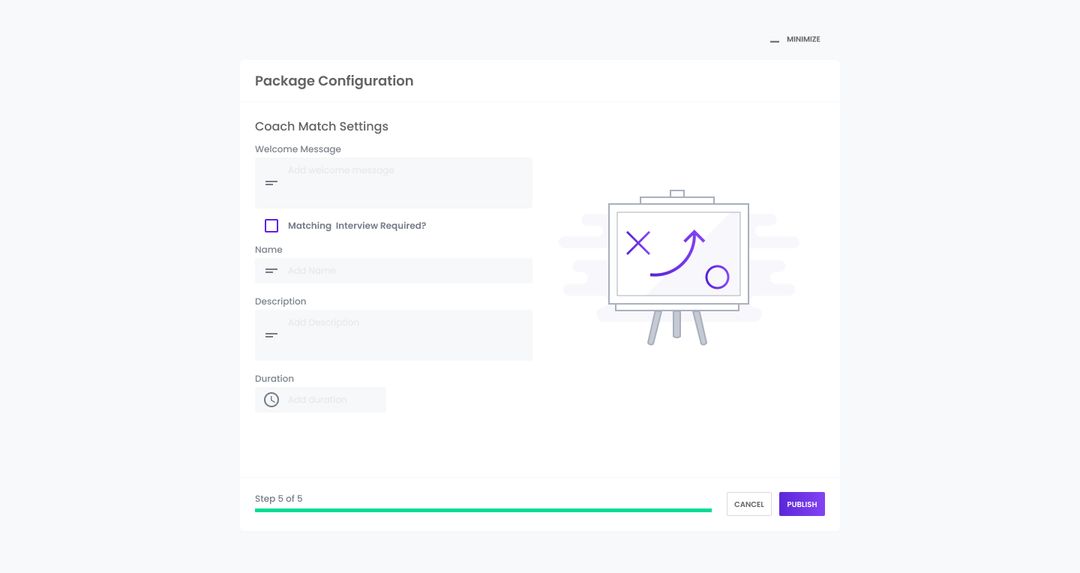 MINIMIZE
Package Configuration
Coach Match Settings
Welcome Message
Add welcome message
Matching Interview Required?
Name
Add Name
Description
Add Description
Duration
Add duration
Step 5 of 5
CANCEL
PUBLISH